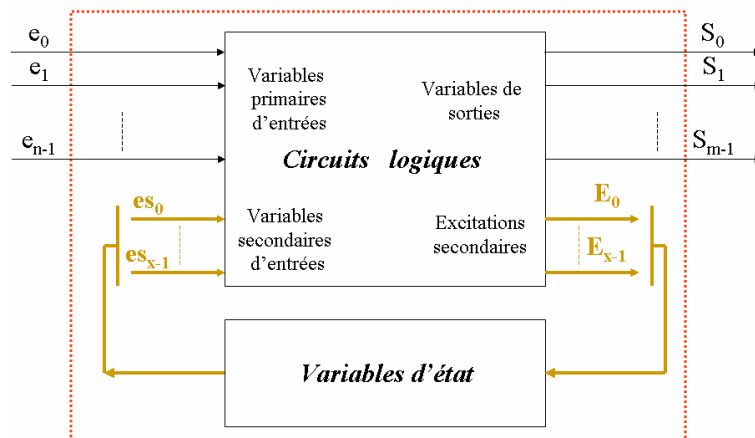 e0
S0
e1
S1
Variables
primaires
d'entrées
Variables de
sorties
en-1
Sm-1
Circuits logiques
es0
E0
Variables
secondaires
d'entrées
Excitations
secondaires
esx-1
Ex-1
Variables d'état